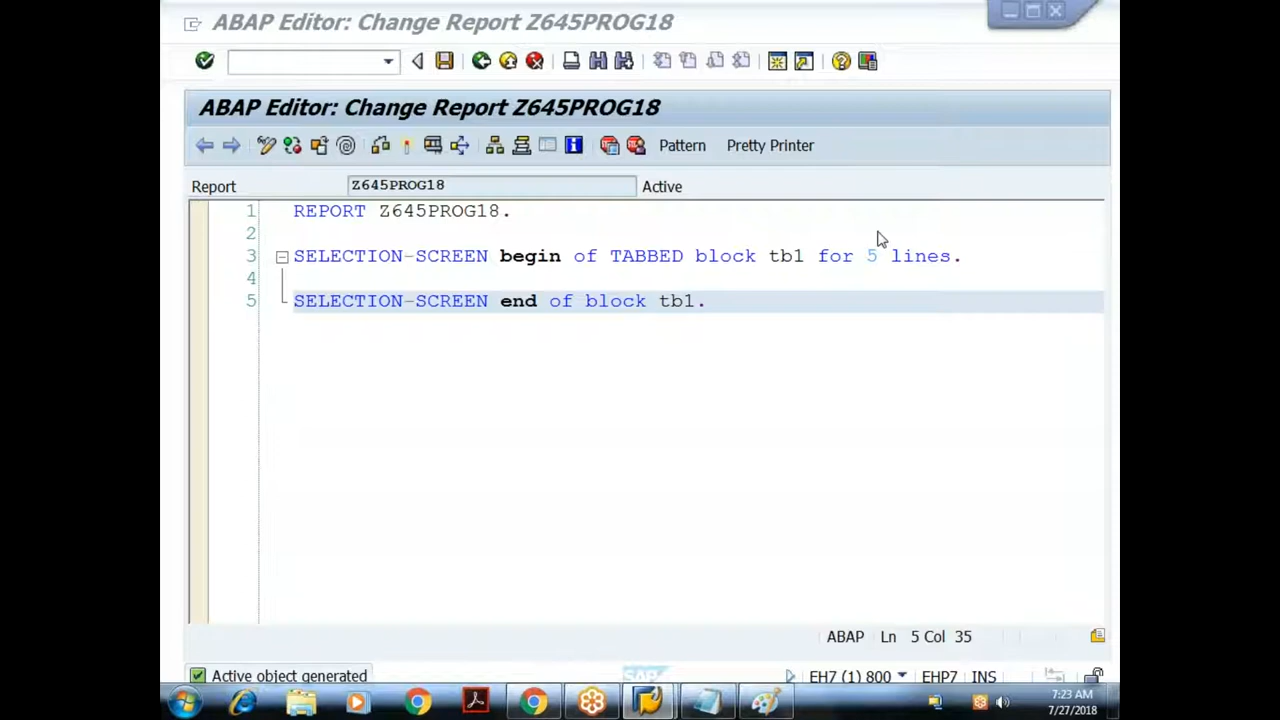 ABAP Editor: Change Report Z645PROG18
ABAP Editor: Change Report Z645PROG18
Pattern Pretty Printer
Report Z645PROG18 Active
1 REPORT Z645PROG18.
2
3 SELECTION-SCREEN begin of TABBED block tb1 for 5 lines.
4
5 SELECTION-SCREEN end of block tb1.
ABAP Ln 5 Col 35
Active object generated
SAP
EH7 (1) 800 EHP7 INS
7:23 AM
7/27/2018